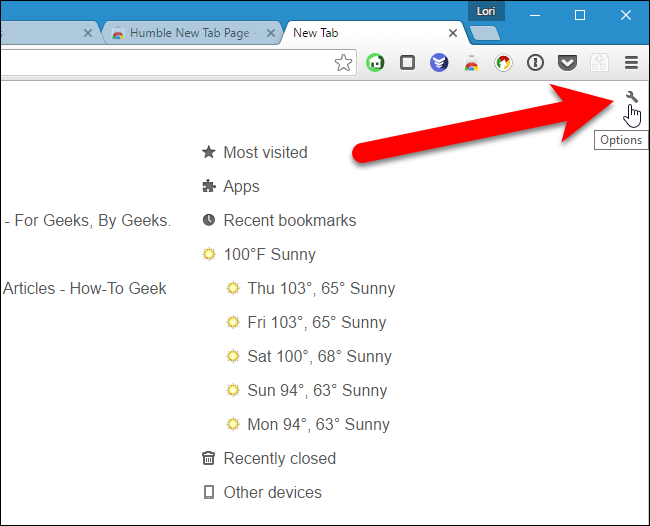 Lori
s
Humble New Tab Page -
New Tab
Options
Most visited
Apps
- For Geeks, By Geeks.
Recent bookmarks
100°F Sunny
Articles - How-To Geek
Thu 103°, 65° Sunny
Fri 103°, 65° Sunny
Sat 100°, 68° Sunny
Sun 94°, 63° Sunny
Mon 94°, 63° Sunny
Recently closed
Other devices